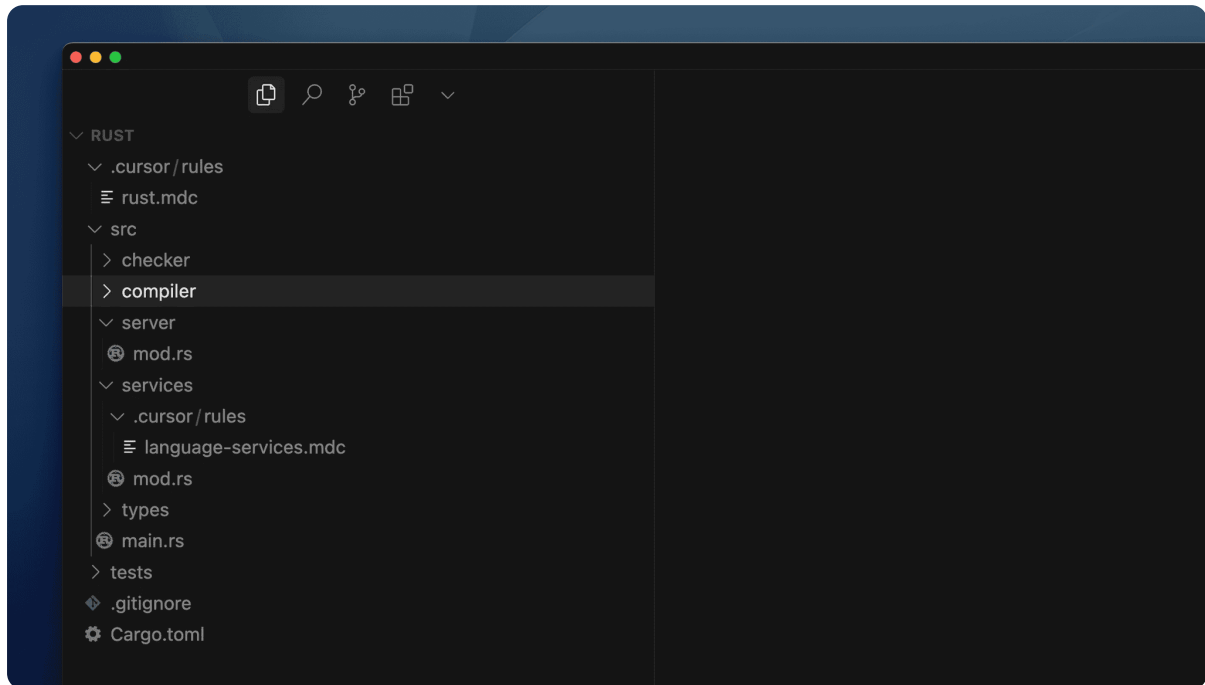 RUST
.cursor/rules
rust.mdc
src
checker
compiler
server
mod.rs
services
.cursor/rules
language-services.mdc
mod.rs
types
main.rs
tests
.gitignore
Cargo.toml